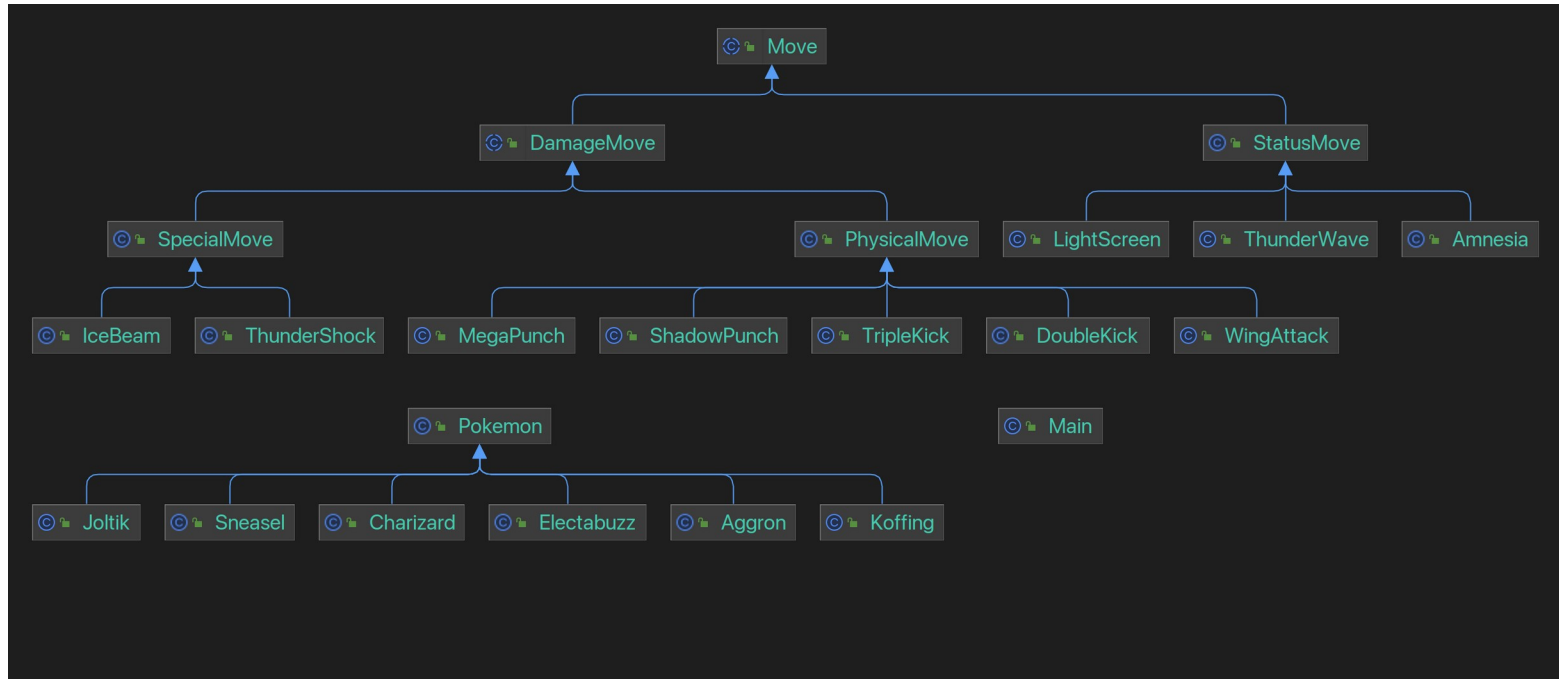 Move
DamageMove
StatusMove
SpecialMove
PhysicalMove
LightScreen
ThunderWave
Amnesia
IceBeam
ThunderShock
MegaPunch
ShadowPunch
TripleKick
DoubleKick
WingAttack
Pokemon
Main
Joltik
Sneasel
Charizard
Electabuzz
Aggron
Koffing